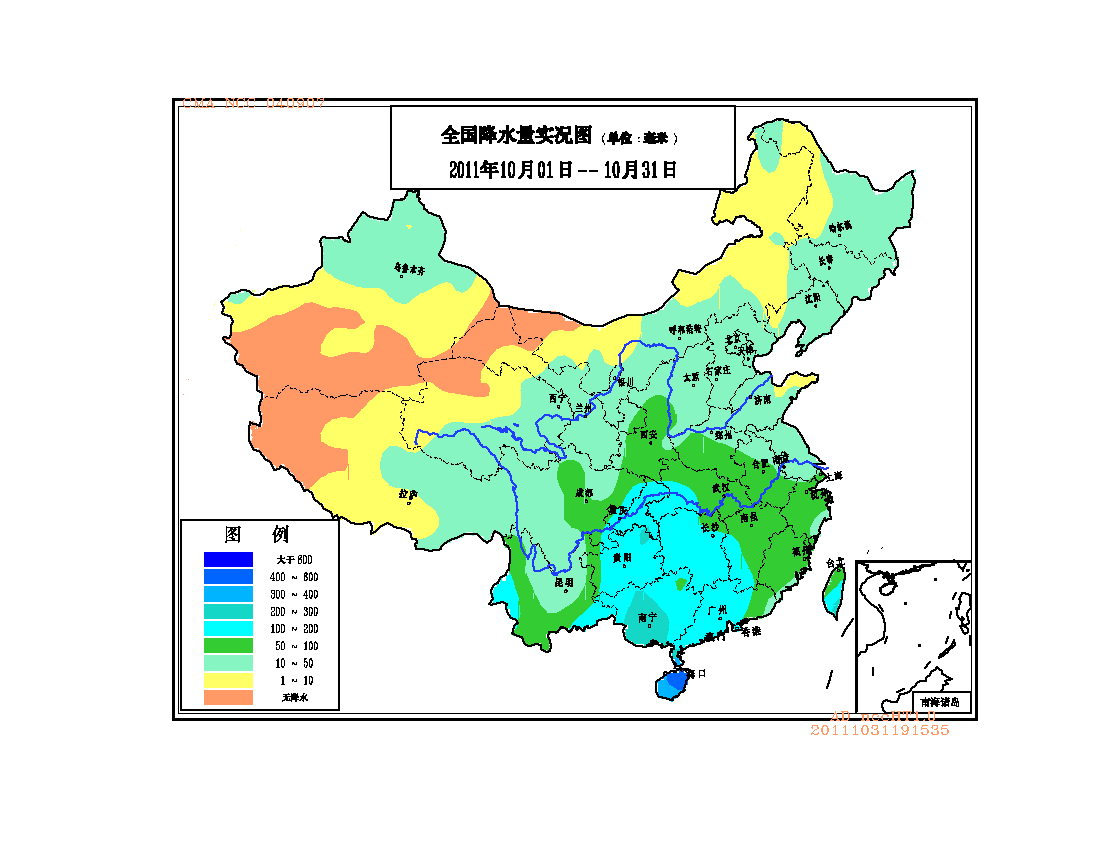 CMA NCC 040902
全国降水量实况图 (单位:毫米)
2011年10月01日 -- 10月31日
哈尔滨
长春
乌鲁木齐
沈阳
呼和浩特
北京
天津
石家庄
太原
银川
西宁
兰州
济南
西安
郑州
合肥
南京
上海
拉萨
成都
武汉
杭州
重庆
南昌
长沙
贵阳
福州
台北
昆明
南宁
广州
澳门
香港
海口
图 例
大于 600
400 ~ 600
300 ~ 400
200 ~ 300
100 ~ 200
50 ~ 100
10 ~ 50
1 ~ 10
无降水
南海诸岛
20111031191535